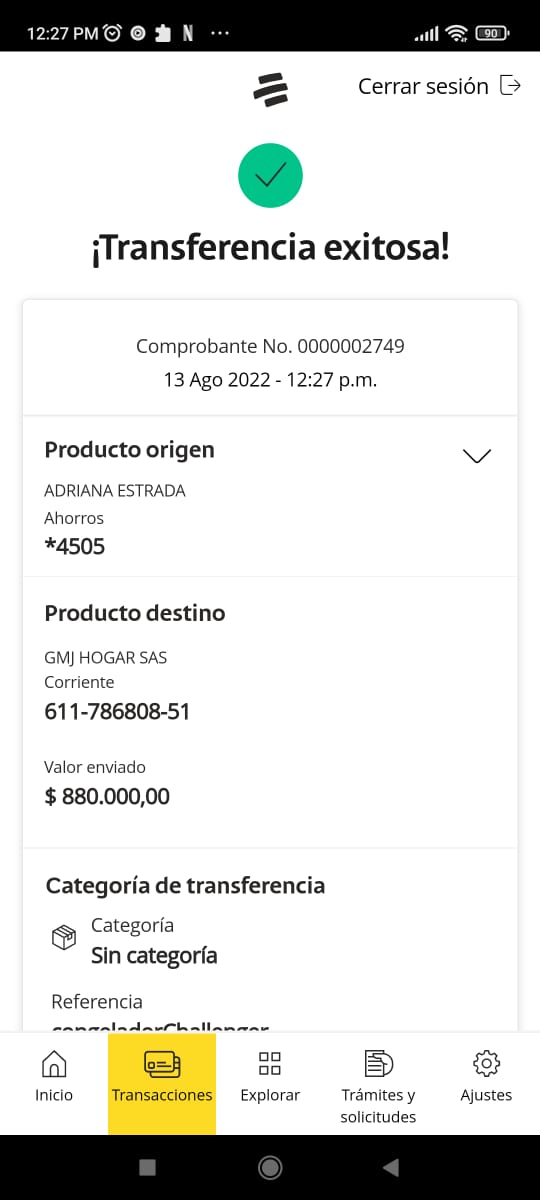 12:27 PM N ... 90
Cerrar sesión
¡Transferencia exitosa!
Comprobante No. 0000002749
13 Ago 2022 - 12:27 p.m.
Producto origen
ADRIANA ESTRADA
Ahorros
*4505
Producto destino
GMJ HOGAR SAS
Corriente
611-786808-51
Valor enviado
$ 880.000,00
Categoría de transferencia
Categoría
Sin categoría
Referencia
congeladorChallenger
Inicio
Transacciones
Explorar
Trámites y
solicitudes
Ajustes